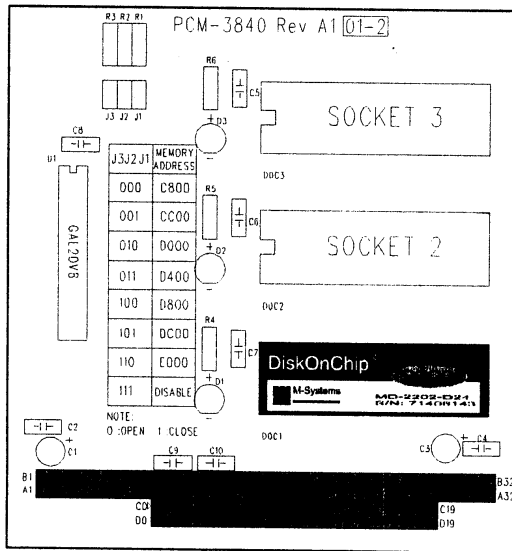 PCM-3840 Rev A1 01-2
R3 R2 R1
J3 J2 J1
R6
C5
D3
SOCKET 3
DOC3
C8
U1
GAL20V8
J3J2J1 MEMORY ADDRESS
000 C800
001 CC00
010 D000
011 D400
100 D800
101 DC00
110 E000
111 DISABLE
NOTE:
0 :OPEN 1 :CLOSE
R5
C6
D2
SOCKET 2
DOC2
R4
C7
D1
DiskOnChip
M-Systems
MD-2202-D24
S/N: 71408143
DOC1
C2
C1
C9 C10
C3
C4
B1 B32
A1 A32
C0 C19
D0 D19